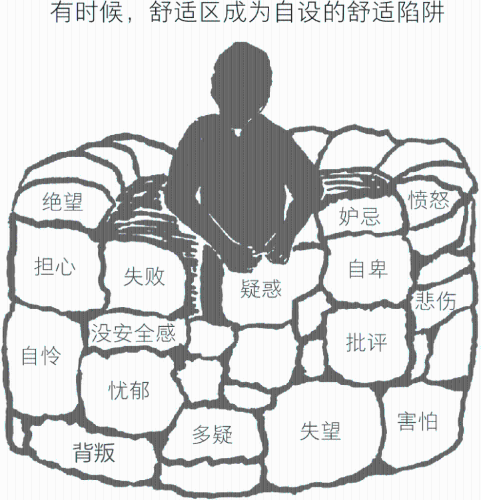 有时候，舒适区成为自设的舒适陷阱
绝望
妒忌
愤怒
担心
失败
疑惑
自卑
悲伤
自怜
没安全感
批评
忧郁
背叛
多疑
失望
害怕